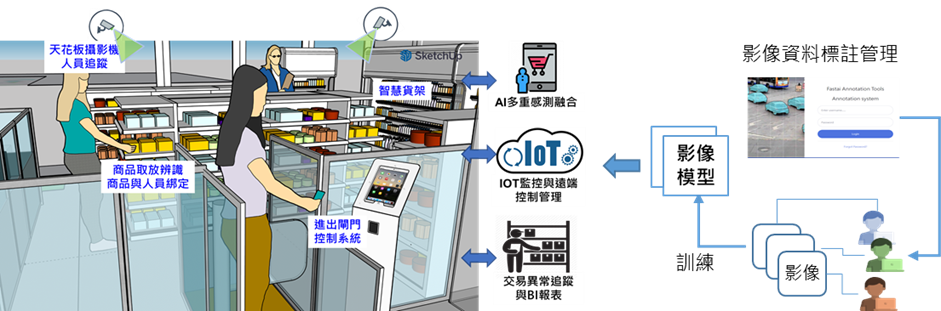 天花板攝影機
人員追蹤
SketchUp
智慧貨架
商品取放辨識
商品與人員綁定
進出閘門
控制系統
AI多重感測融合
IoT
IOT監控與遠端
控制管理
交易異常追蹤
與BI報表
影像
模型
訓練
影像資料標註管理
Fastai Annotation Tools
Annotation system
Login
影像